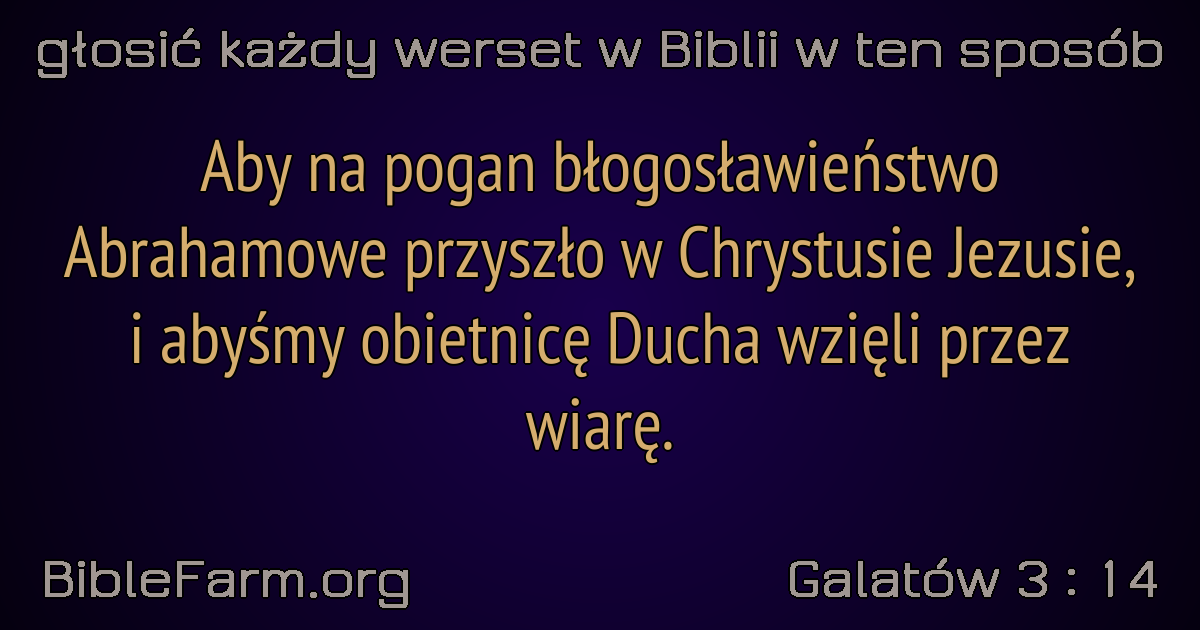 głosić każdy werset w Biblii w ten sposób
Aby na pogan błogosławieństwo
Abrahamowe przyszło w Chrystusie Jezusie,
i abyśmy obietnicę Ducha wzięli przez
wiarę.
BibleFarm.org
Galatów 3 : 14